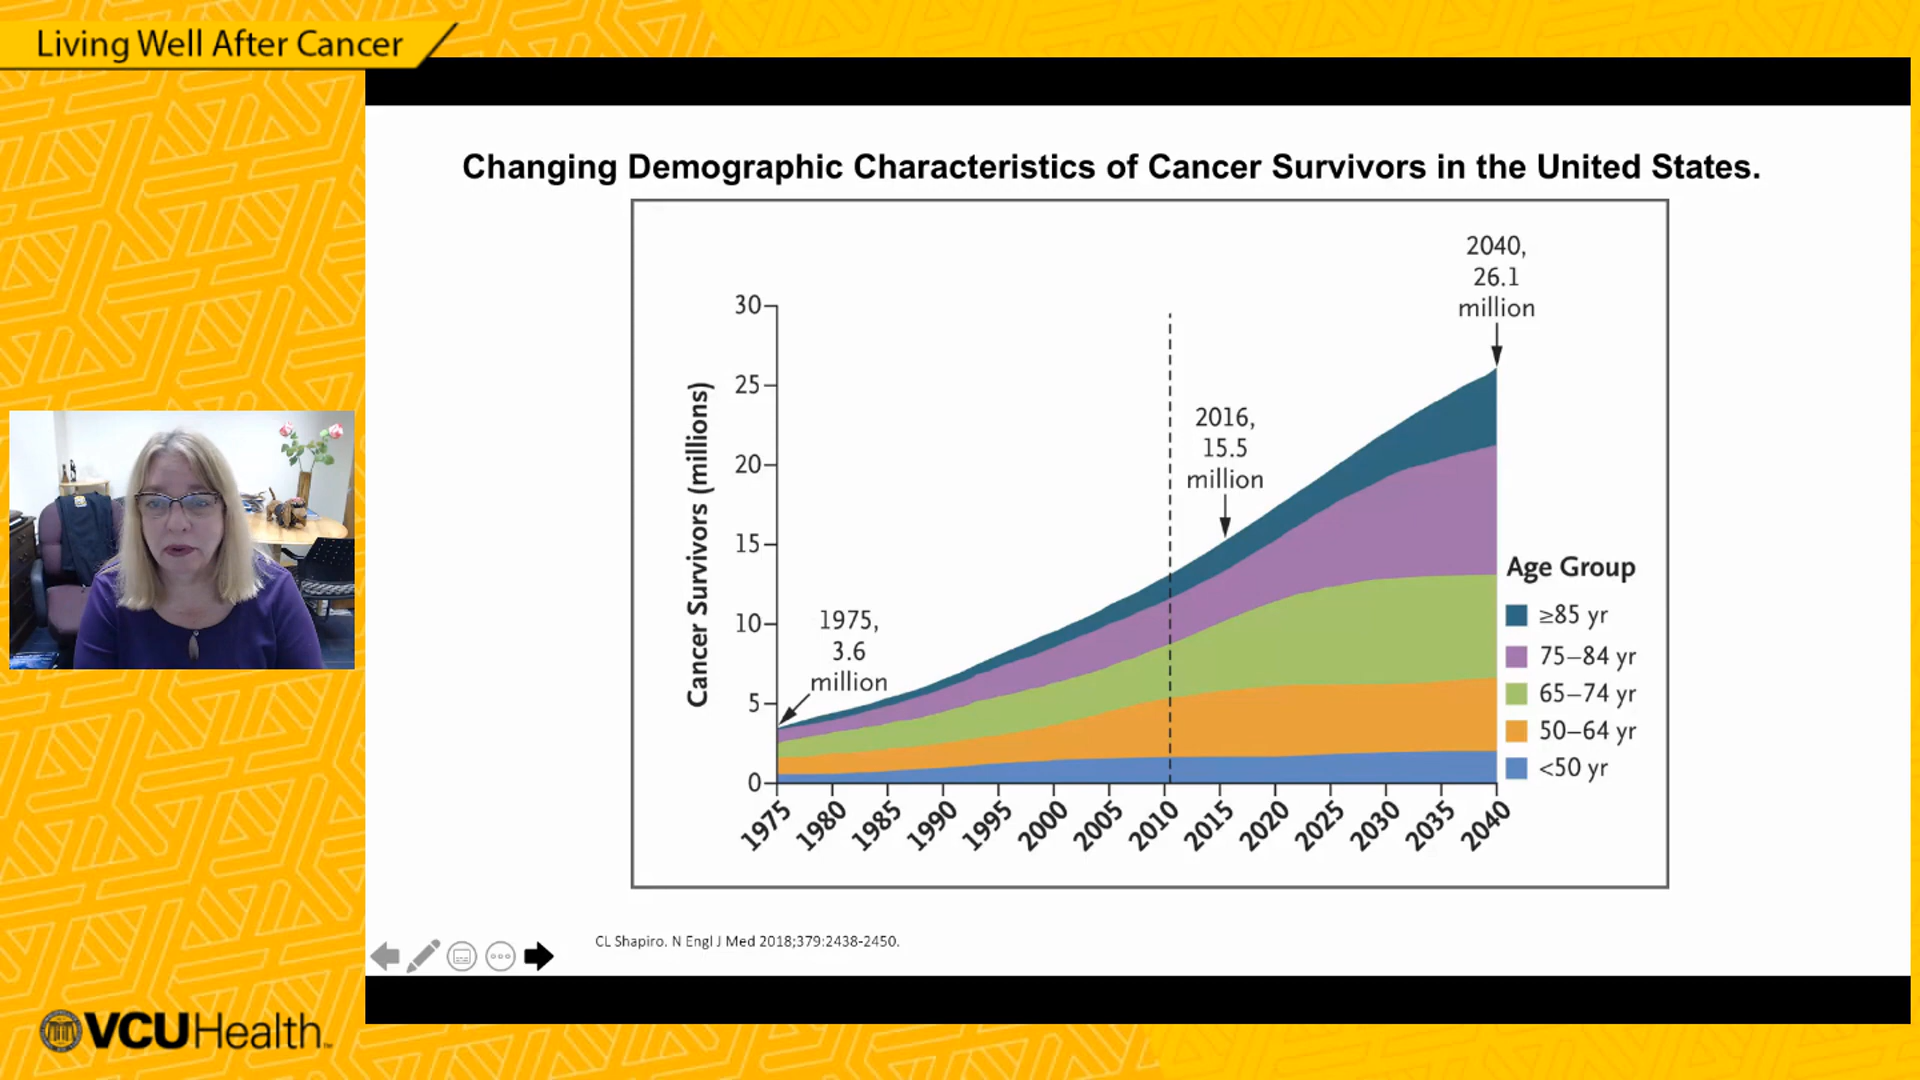 Living Well After Cancer
Changing Demographic Characteristics of Cancer Survivors in the United States.
2040,
26.1
million
30
25
20
15
10
5
0
Cancer Survivors (millions)
2016,
15.5
million
1975,
3.6
million
Age Group
≥85 yr
75–84 yr
65–74 yr
50–64 yr
<50 yr
1975
1980
1985
1990
1995
2000
2005
2010
2015
2020
2025
2030
2035
2040
CL Shapiro. N Engl J Med 2018;379:2438-2450.
VCUHealth™